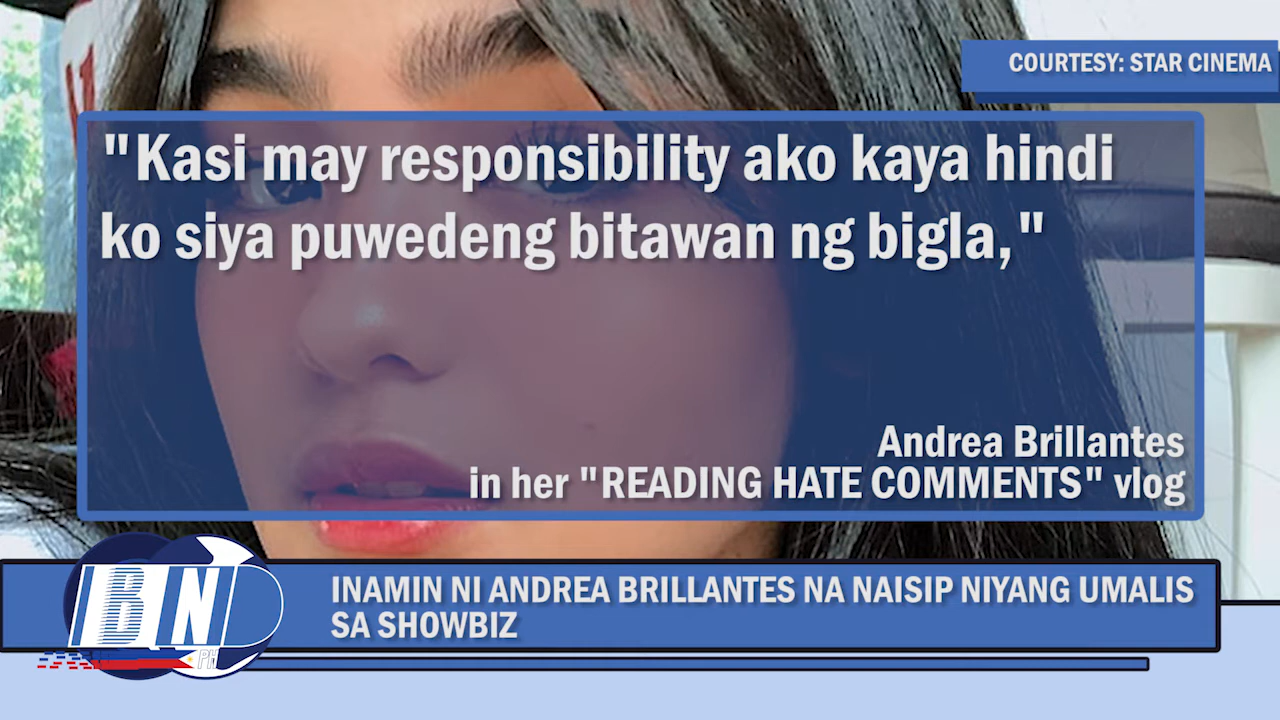 COURTESY: STAR CINEMA
"Kasi may responsibility ako kaya hindi
ko siya puwedeng bitawan ng bigla,"
Andrea Brillantes
in her "READING HATE COMMENTS" vlog
INAMIN NI ANDREA BRILLANTES NA NAISIP NIYANG UMALIS
SA SHOWBIZ
PH